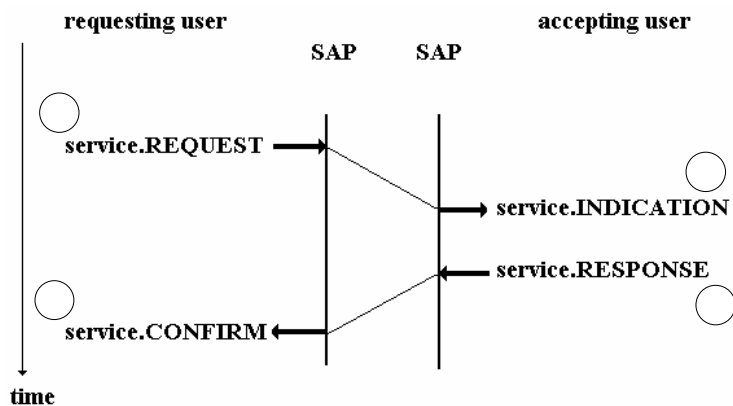 requesting user
accepting user
SAP
SAP
service.REQUEST
service.INDICATION
service.RESPONSE
service.CONFIRM
time